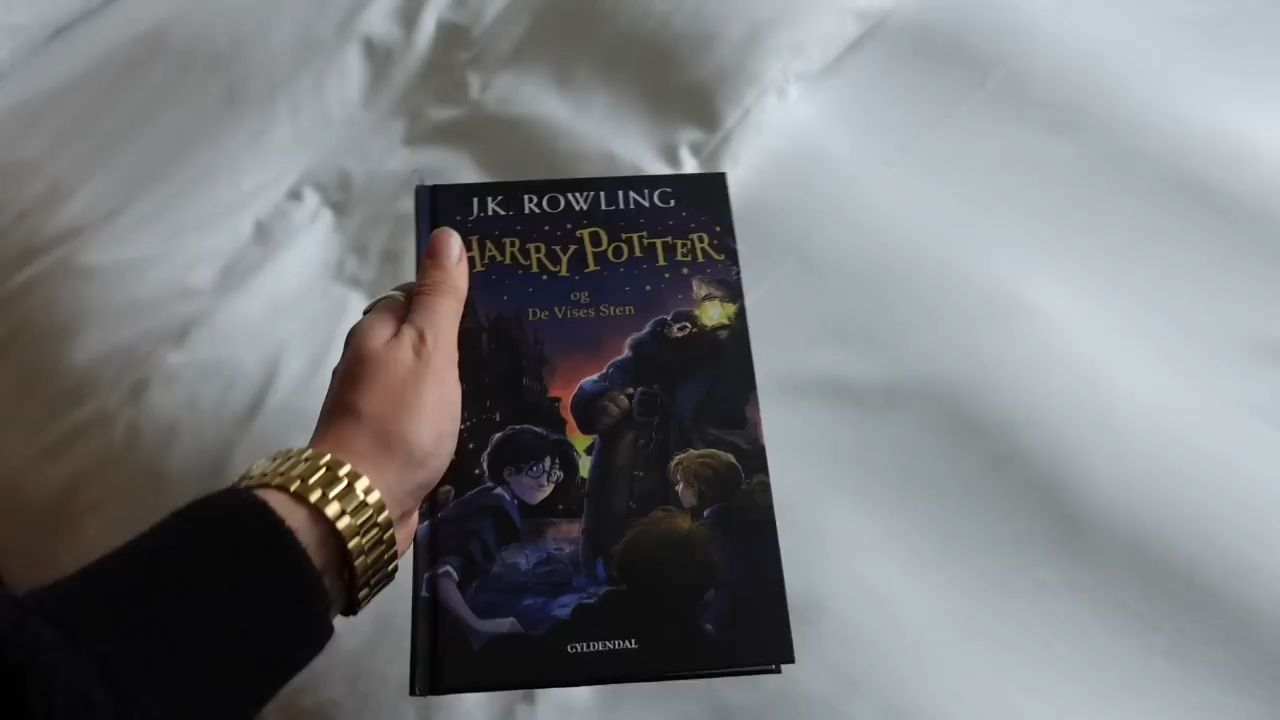 J.K. ROWLING
HARRY POTTER
og
De Vises Sten
GYLDENDAL